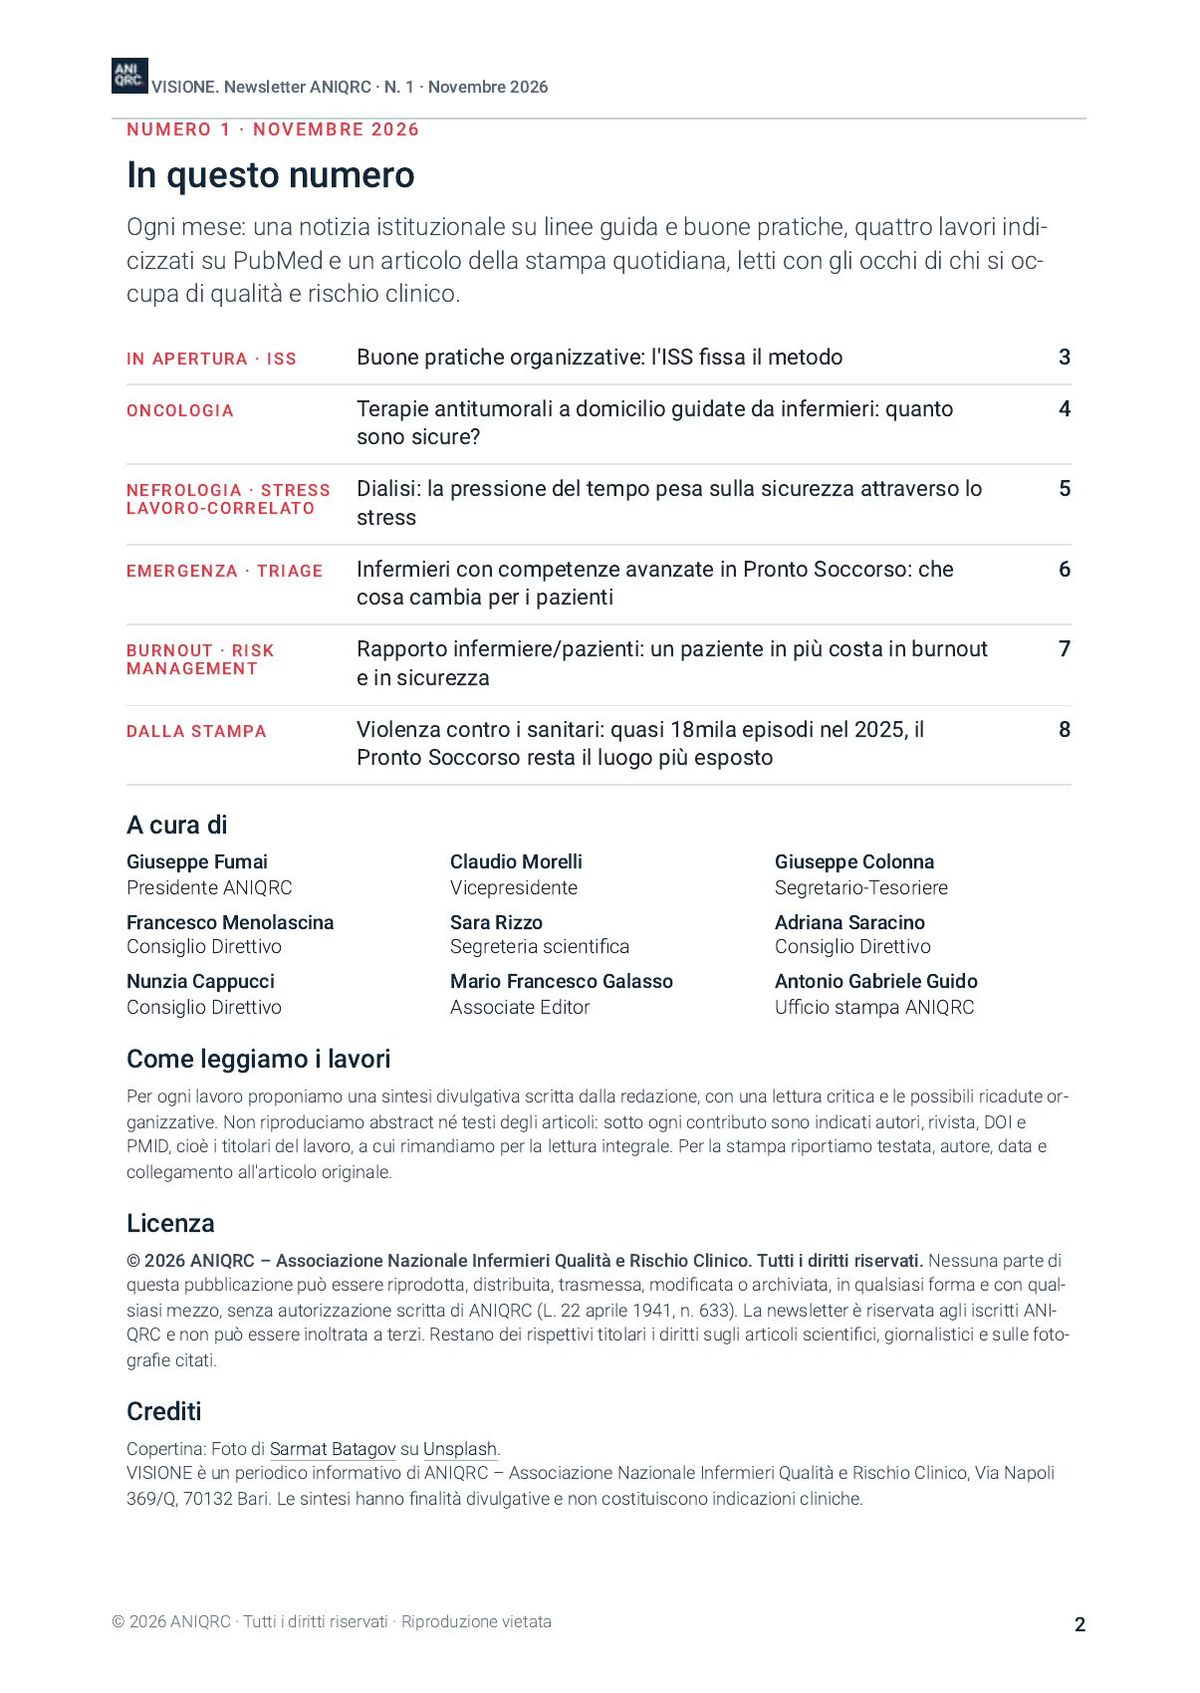 ANI
QRC
VISIONE. Newsletter ANIQRC · N. 1 · Novembre 2026
NUMERO 1 · NOVEMBRE 2026
In questo numero
Ogni mese: una notizia istituzionale su linee guida e buone pratiche, quattro lavori indi-
cizzati su PubMed e un articolo della stampa quotidiana, letti con gli occhi di chi si oc-
cupa di qualità e rischio clinico.
IN APERTURA · ISS Buone pratiche organizzative: l'ISS fissa il metodo 3
ONCOLOGIA Terapie antitumorali a domicilio guidate da infermieri: quanto 4
sono sicure?
NEFROLOGIA · STRESS Dialisi: la pressione del tempo pesa sulla sicurezza attraverso lo 5
LAVORO-CORRELATO stress
EMERGENZA · TRIAGE Infermieri con competenze avanzate in Pronto Soccorso: che 6
cosa cambia per i pazienti
BURNOUT · RISK Rapporto infermiere/pazienti: un paziente in più costa in burnout 7
MANAGEMENT e in sicurezza
DALLA STAMPA Violenza contro i sanitari: quasi 18mila episodi nel 2025, il 8
Pronto Soccorso resta il luogo più esposto
A cura di
Giuseppe Fumai Claudio Morelli Giuseppe Colonna
Presidente ANIQRC Vicepresidente Segretario-Tesoriere
Francesco Menolascina Sara Rizzo Adriana Saracino
Consiglio Direttivo Segreteria scientifica Consiglio Direttivo
Nunzia Cappucci Mario Francesco Galasso Antonio Gabriele Guido
Consiglio Direttivo Associate Editor Ufficio stampa ANIQRC
Come leggiamo i lavori
Per ogni lavoro proponiamo una sintesi divulgativa scritta dalla redazione, con una lettura critica e le possibili ricadute or-
ganizzative. Non riproduciamo abstract né testi degli articoli: sotto ogni contributo sono indicati autori, rivista, DOI e
PMID, cioè i titolari del lavoro, a cui rimandiamo per la lettura integrale. Per la stampa riportiamo testata, autore, data e
collegamento all'articolo originale.
Licenza
© 2026 ANIQRC – Associazione Nazionale Infermieri Qualità e Rischio Clinico. Tutti i diritti riservati. Nessuna parte di
questa pubblicazione può essere riprodotta, distribuita, trasmessa, modificata o archiviata, in qualsiasi forma e con qual-
siasi mezzo, senza autorizzazione scritta di ANIQRC (L. 22 aprile 1941, n. 633). La newsletter è riservata agli iscritti ANI-
QRC e non può essere inoltrata a terzi. Restano dei rispettivi titolari i diritti sugli articoli scientifici, giornalistici e sulle foto-
grafie citati.
Crediti
Copertina: Foto di Sarmat Batagov su Unsplash.
VISIONE è un periodico informativo di ANIQRC – Associazione Nazionale Infermieri Qualità e Rischio Clinico, Via Napoli
369/Q, 70132 Bari. Le sintesi hanno finalità divulgative e non costituiscono indicazioni cliniche.
© 2026 ANIQRC · Tutti i diritti riservati · Riproduzione vietata 2